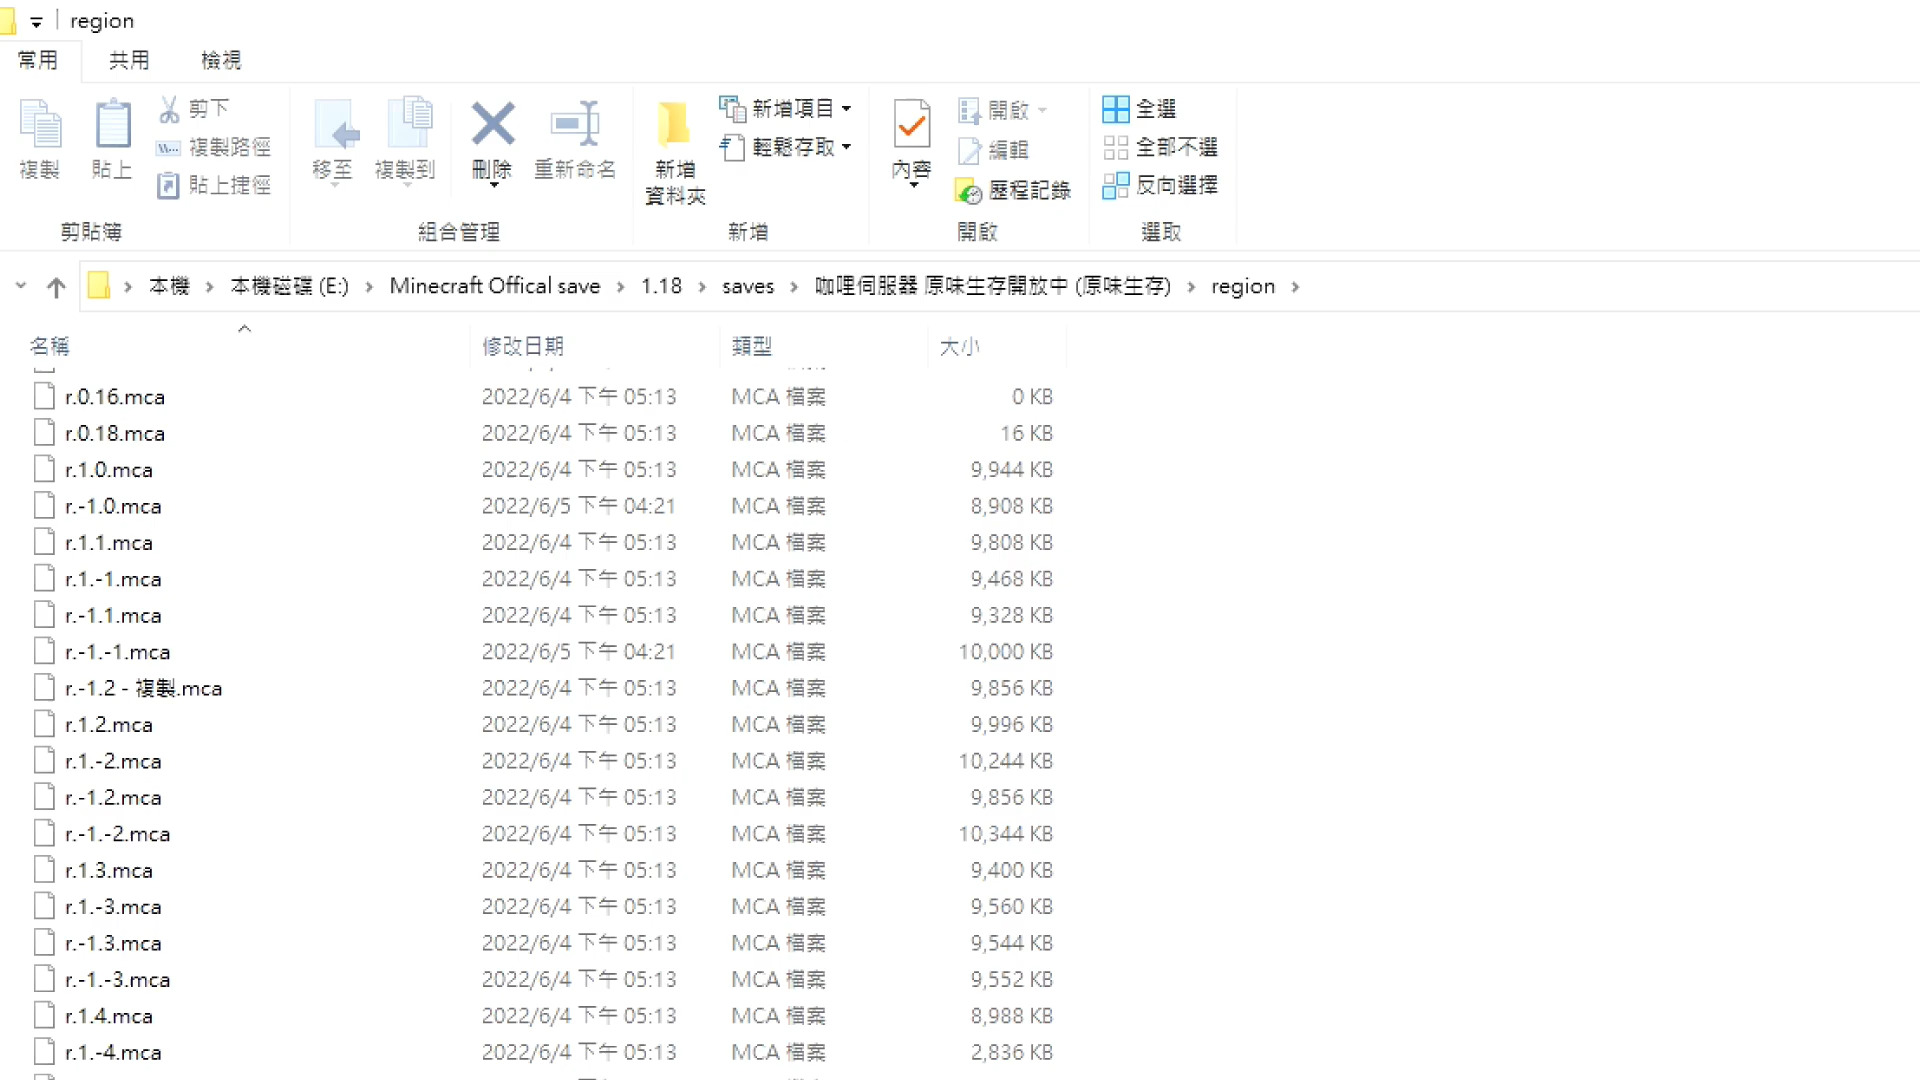 region
常用 共用 檢視
複製 貼上 剪下 複製路徑 貼上捷徑
剪貼簿
移至 複製到 刪除 重新命名
組合管理
新增資料夾 新增項目 輕鬆存取
新增
內容 開啟 編輯 歷程記錄
開啟
全選 全部不選 反向選擇
選取
本機 本機磁碟 (E:) Minecraft Offical save 1.18 saves 咖哩伺服器 原味生存開放中 (原味生存) region
名稱 修改日期 類型 大小
r.0.16.mca 2022/6/4 下午 05:13 MCA 檔案 0 KB
r.0.18.mca 2022/6/4 下午 05:13 MCA 檔案 16 KB
r.1.0.mca 2022/6/4 下午 05:13 MCA 檔案 9,944 KB
r.-1.0.mca 2022/6/5 下午 04:21 MCA 檔案 8,908 KB
r.1.1.mca 2022/6/4 下午 05:13 MCA 檔案 9,808 KB
r.1.-1.mca 2022/6/4 下午 05:13 MCA 檔案 9,468 KB
r.-1.1.mca 2022/6/4 下午 05:13 MCA 檔案 9,328 KB
r.-1.-1.mca 2022/6/5 下午 04:21 MCA 檔案 10,000 KB
r.-1.2 - 複製.mca 2022/6/4 下午 05:13 MCA 檔案 9,856 KB
r.1.2.mca 2022/6/4 下午 05:13 MCA 檔案 9,996 KB
r.1.-2.mca 2022/6/4 下午 05:13 MCA 檔案 10,244 KB
r.-1.2.mca 2022/6/4 下午 05:13 MCA 檔案 9,856 KB
r.-1.-2.mca 2022/6/4 下午 05:13 MCA 檔案 10,344 KB
r.1.3.mca 2022/6/4 下午 05:13 MCA 檔案 9,400 KB
r.1.-3.mca 2022/6/4 下午 05:13 MCA 檔案 9,560 KB
r.-1.3.mca 2022/6/4 下午 05:13 MCA 檔案 9,544 KB
r.-1.-3.mca 2022/6/4 下午 05:13 MCA 檔案 9,552 KB
r.1.4.mca 2022/6/4 下午 05:13 MCA 檔案 8,988 KB
r.1.-4.mca 2022/6/4 下午 05:13 MCA 檔案 2,836 KB